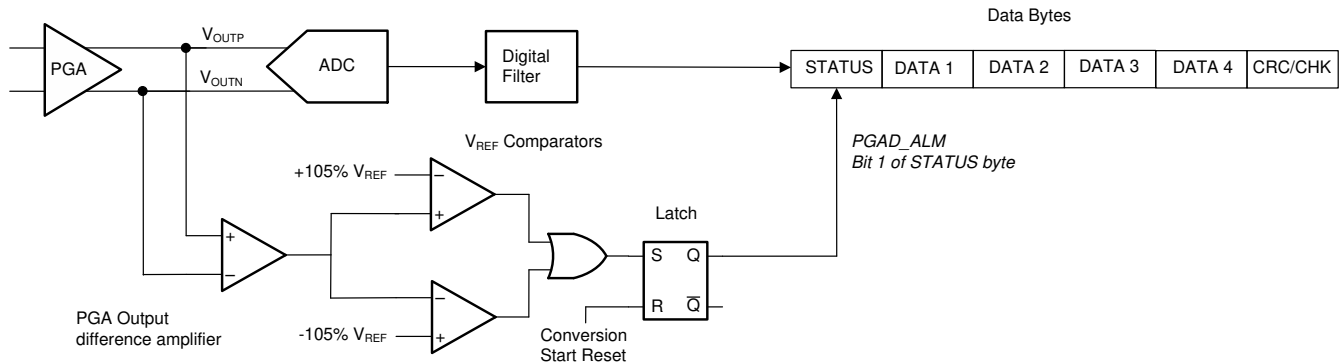 Data Bytes
V_OUTP
V_OUTN
PGA
ADC
Digital
Filter
STATUS
DATA 1
DATA 2
DATA 3
DATA 4
CRC/CHK
PGAD_ALM
Bit 1 of STATUS byte
V_REF Comparators
+105% V_REF
−
+
Latch
+
−
S
Q
R
Q̅
−
+
-105% V_REF
PGA Output
difference amplifier
Conversion
Start Reset